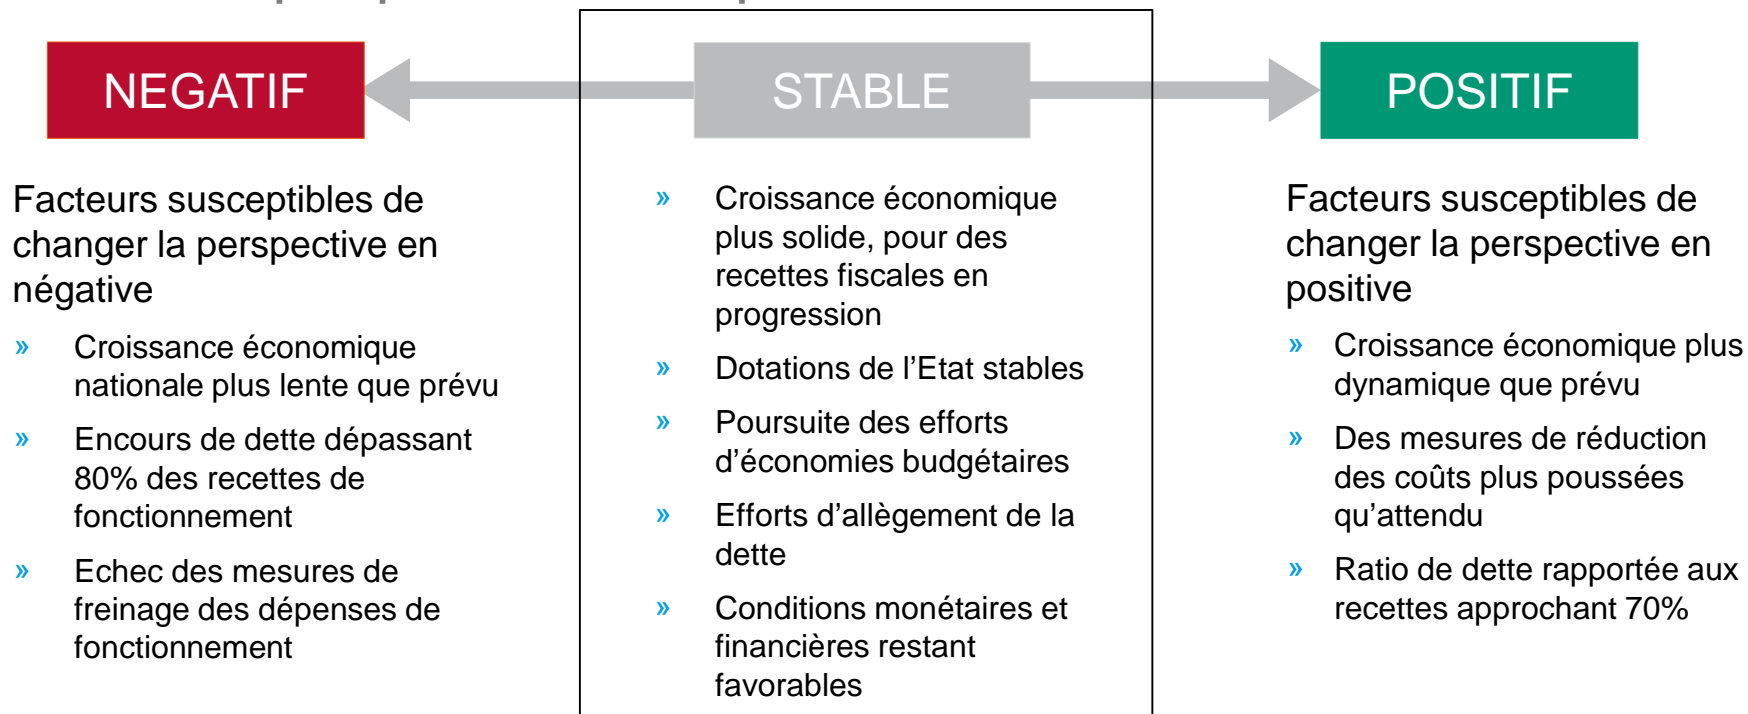 NEGATIF
STABLE
POSITIF
Facteurs susceptibles de
changer la perspective en
négative
» Croissance économique
nationale plus lente que prévu
» Encours de dette dépassant
80% des recettes de
fonctionnement
» Echec des mesures de
freinage des dépenses de
fonctionnement
» Croissance économique
plus solide, pour des
recettes fiscales en
progression
» Dotations de l’Etat stables
» Poursuite des efforts
d’économies budgétaires
» Efforts d’allègement de la
dette
» Conditions monétaires et
financières restant
favorables
Facteurs susceptibles de
changer la perspective en
positive
» Croissance économique plus
dynamique que prévu
» Des mesures de réduction
des coûts plus poussées
qu’attendu
» Ratio de dette rapportée aux
recettes approchant 70%